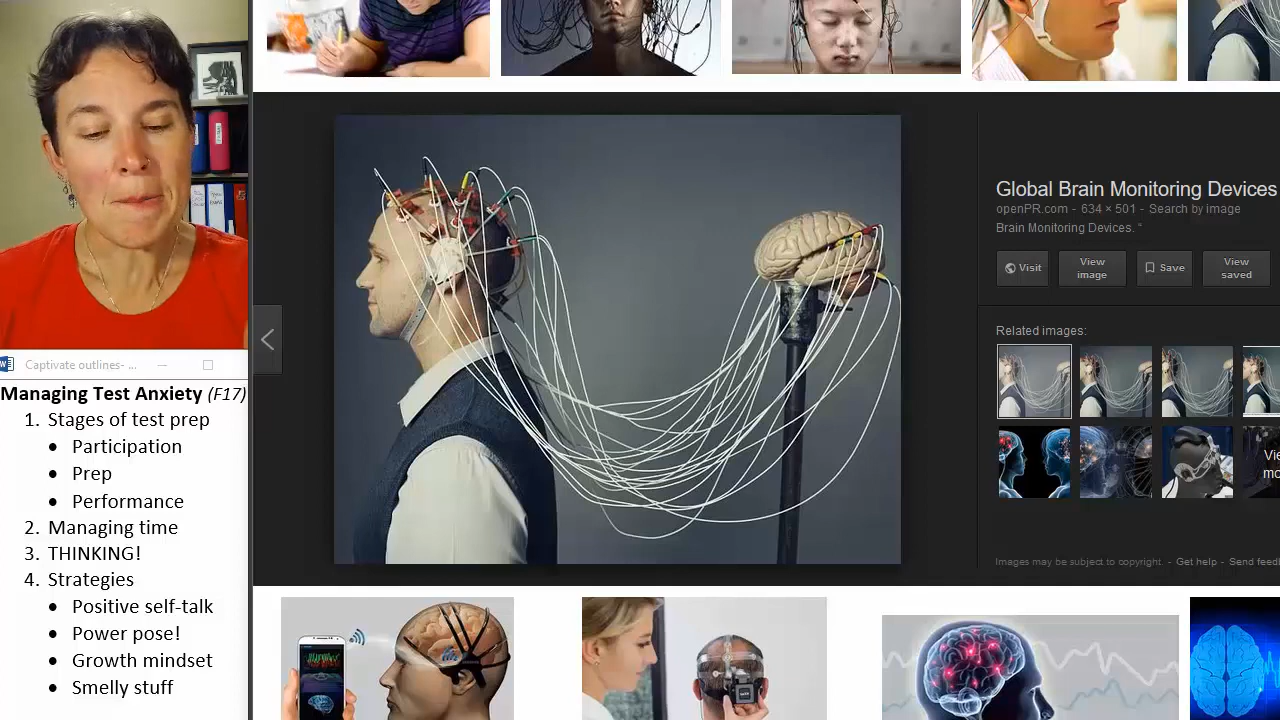 Captivate outlines- ...
Managing Test Anxiety (F17)
1. Stages of test prep
• Participation
• Prep
• Performance
2. Managing time
3. THINKING!
4. Strategies
• Positive self-talk
• Power pose!
• Growth mindset
• Smelly stuff
Global Brain Monitoring Devices
openPR.com - 634 × 501 - Search by image
Brain Monitoring Devices. "
Visit
View image
Save
View saved
Related images:
Images may be subject to copyright. - Get help - Send